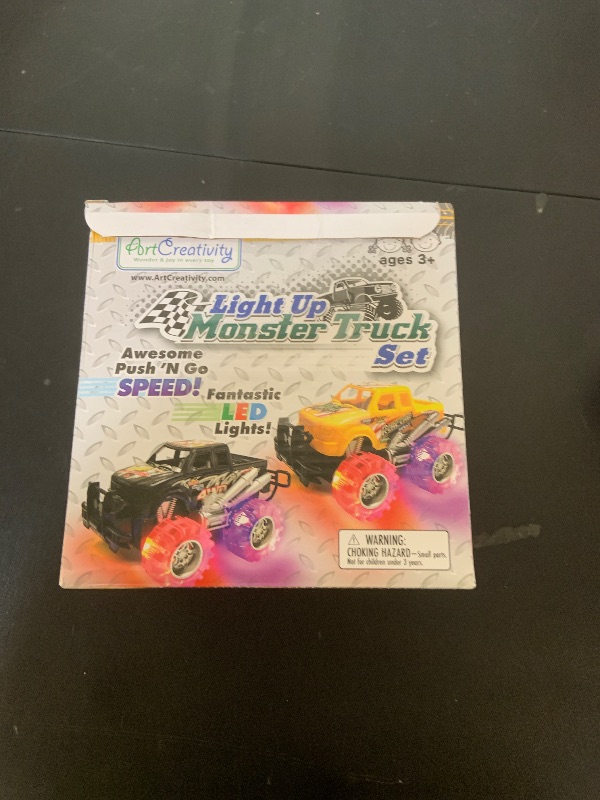 ArtCreativity
Wonder & joy in every toy
www.ArtCreativity.com
ages 3+
Light Up
Monster Truck
Set
Awesome
Push 'N Go
SPEED!
Fantastic
LED
Lights!
WARNING:
CHOKING HAZARD—Small parts.
Not for children under 3 years.